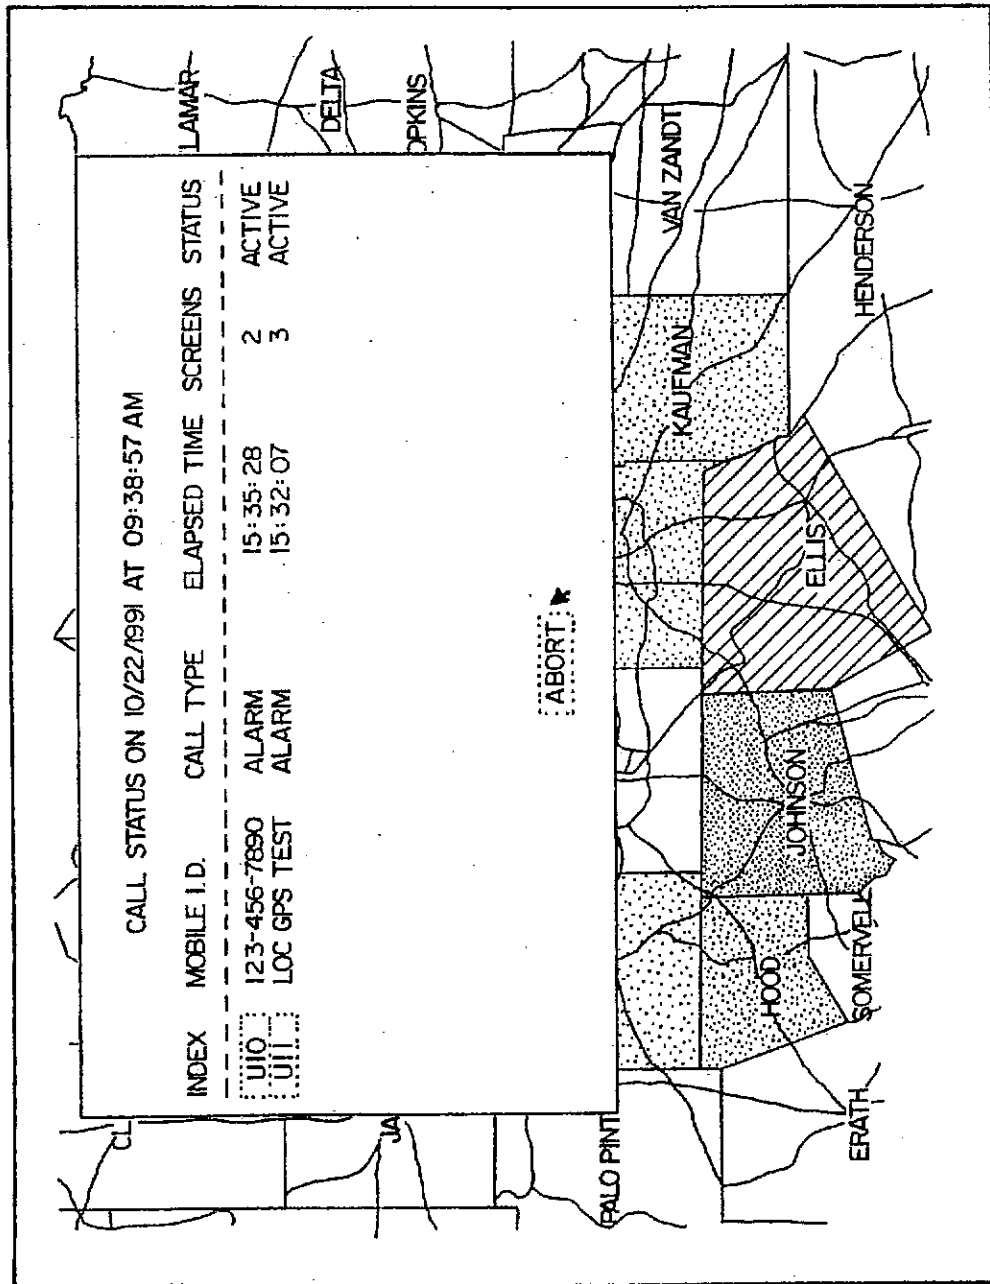 CALL STATUS ON 10/22/1991 AT 09:38:57 AM
INDEX MOBILE I.D. CALL TYPE ELAPSED TIME SCREENS STATUS
U10 123-456-7890 ALARM 15:35:28 2 ACTIVE
U11 LOC GPS TEST ALARM 15:32:07 3 ACTIVE
ABORT
CL
LAMAR
DELTA
JA
OPKINS
PALO PINT
KAUFMAN
VAN ZANDT
HOOD
JOHNSON
ELLIS
ERATH
SOMERVELL
HENDERSON